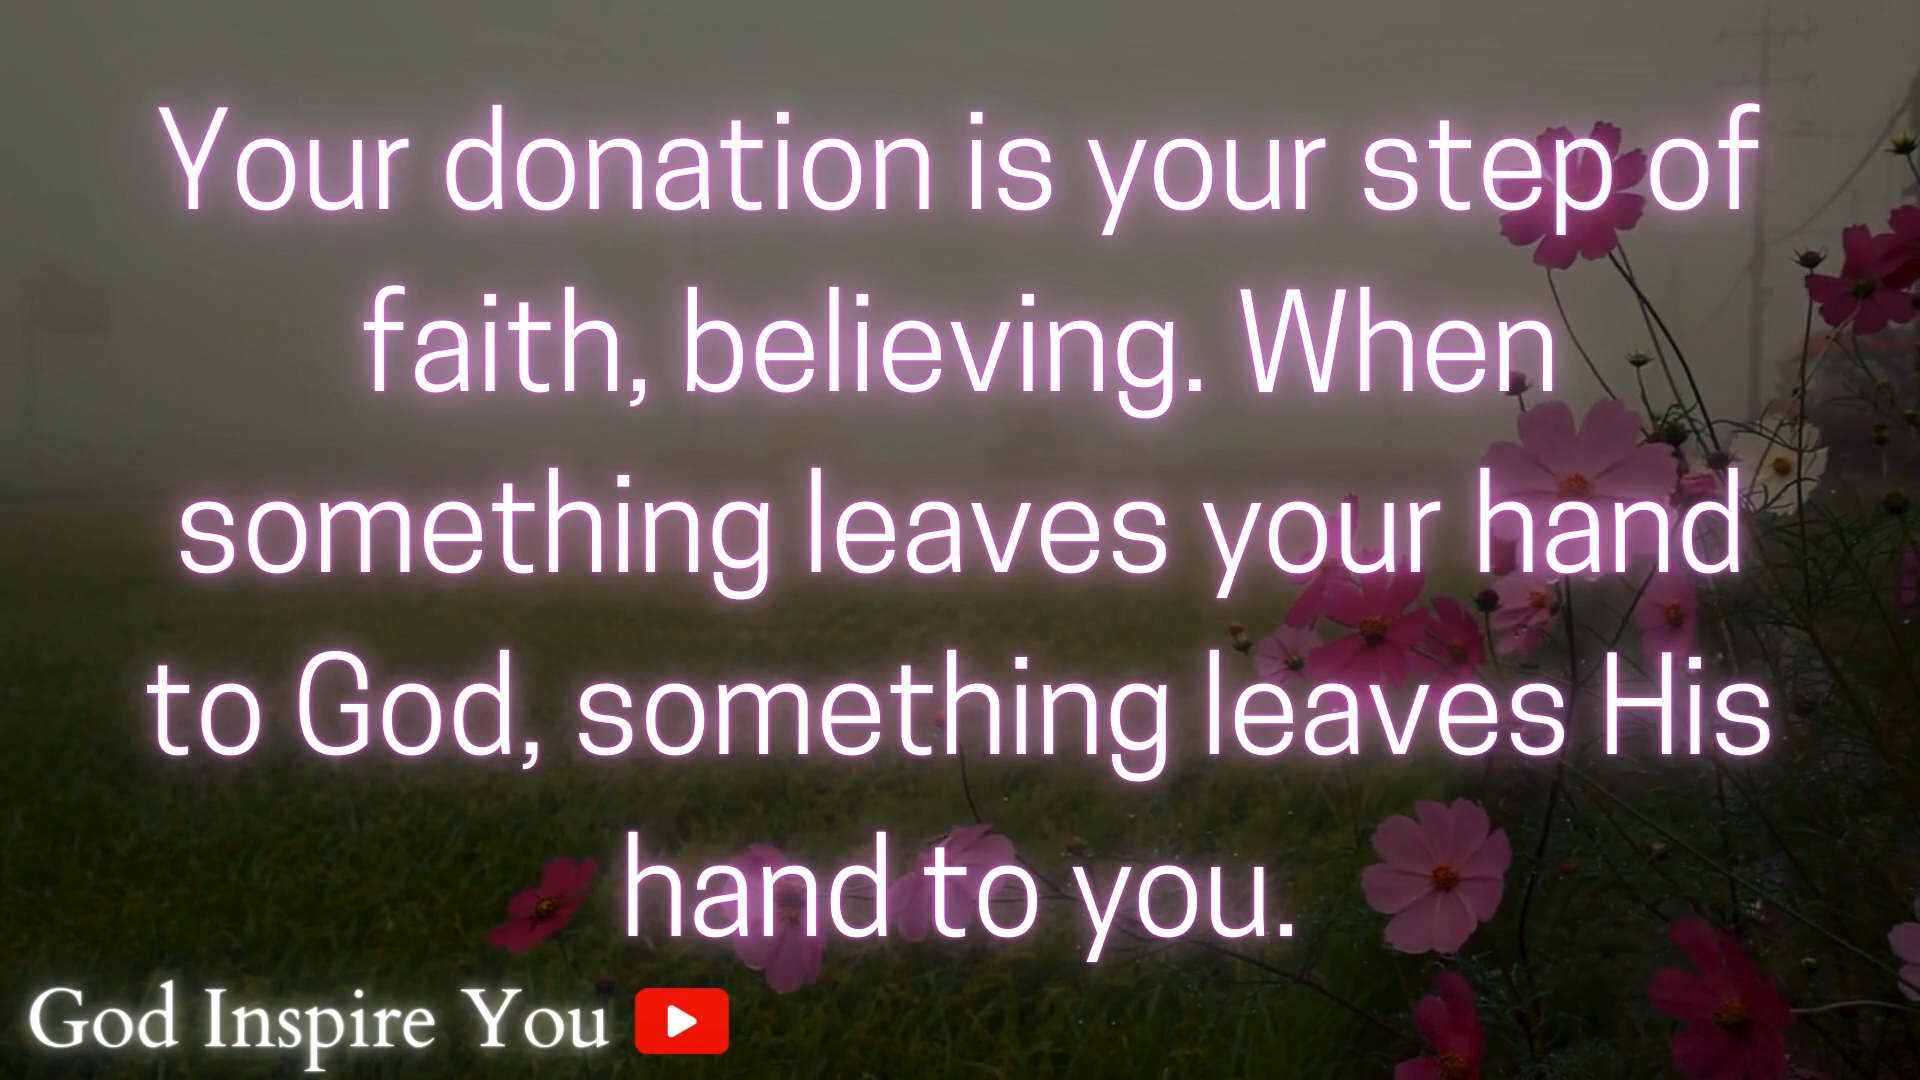 Your donation is your step of
faith, believing. When
something leaves your hand
to God, something leaves His
hand to you.
God Inspire You